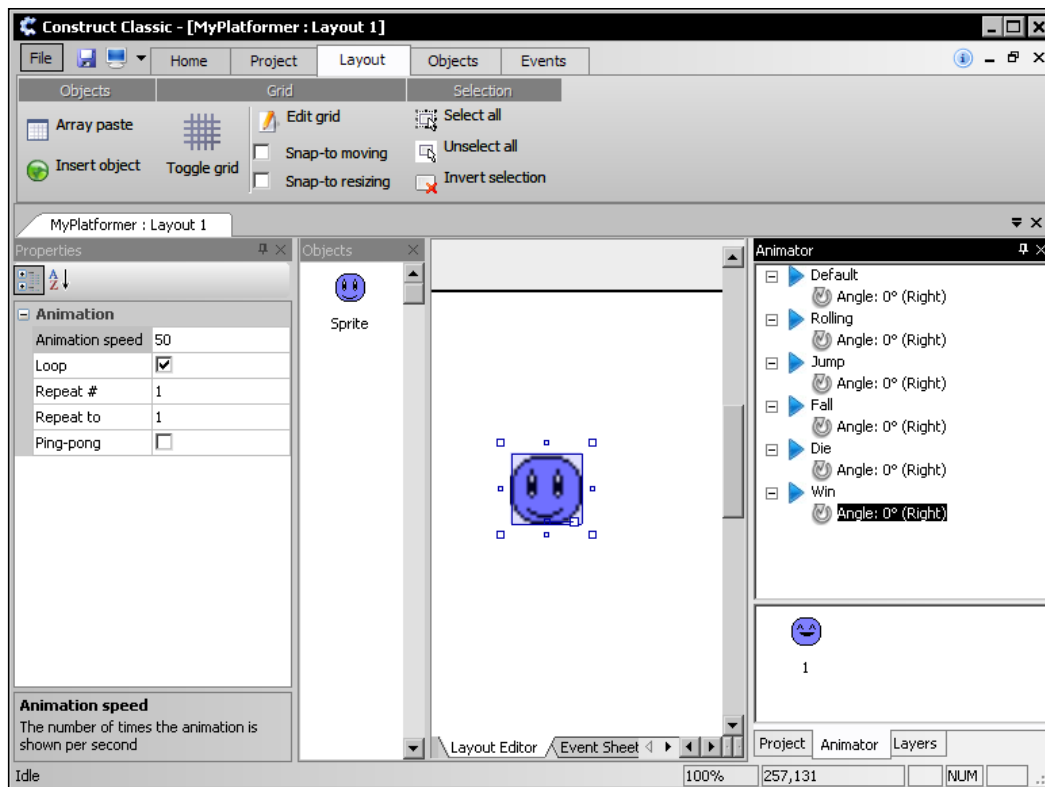 Construct Classic - [MyPlatformer : Layout 1]
File Home Project Layout Objects Events
Objects Grid Selection
Array paste
Insert object
Toggle grid
Edit grid
Snap-to moving
Snap-to resizing
Select all
Unselect all
Invert selection
MyPlatformer : Layout 1
Properties
A
Z
Animation
Animation speed 50
Loop
Repeat # 1
Repeat to 1
Ping-pong
Animation speed
The number of times the animation is
shown per second
Objects
Sprite
Layout Editor Event Sheet
Animator
Default
Angle: 0° (Right)
Rolling
Angle: 0° (Right)
Jump
Angle: 0° (Right)
Fall
Angle: 0° (Right)
Die
Angle: 0° (Right)
Win
Angle: 0° (Right)
1
Project Animator Layers
Idle 100% 257,131 NUM